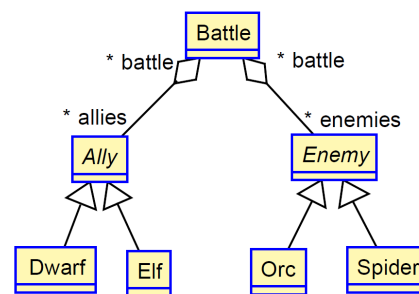 Battle
* battle
* battle
* allies
* enemies
Ally
Enemy
Dwarf
Elf
Orc
Spider